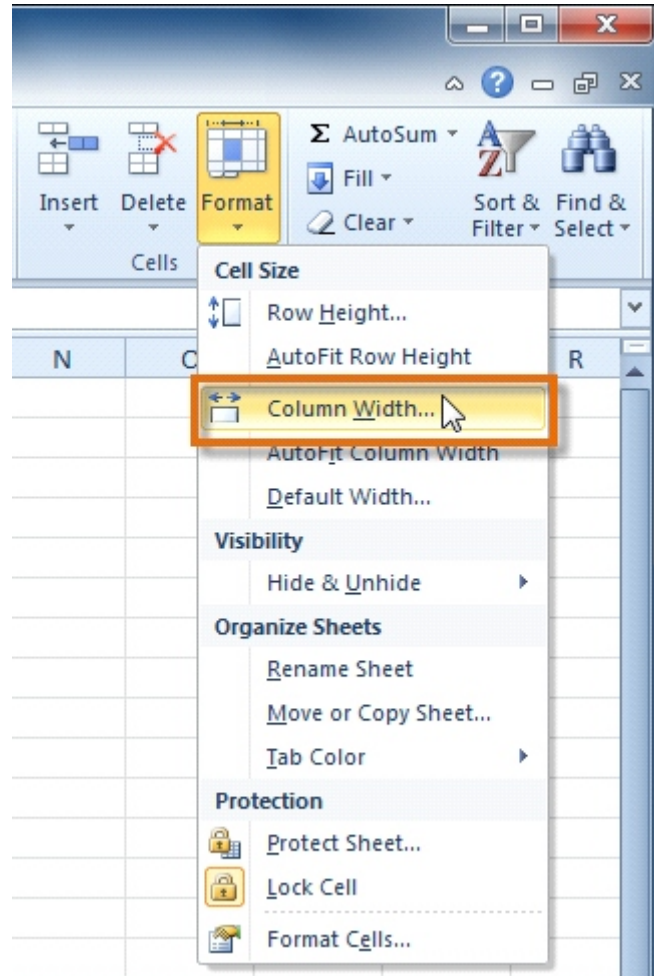 X
?
Σ AutoSum
Fill
Clear
Insert Delete Format
Sort & Filter
Find & Select
Cells
Cell Size
Row Height...
N R
AutoFit Row Height
Column Width...
AutoFit Column Width
Default Width...
Visibility
Hide & Unhide
Organize Sheets
Rename Sheet
Move or Copy Sheet...
Tab Color
Protection
Protect Sheet...
Lock Cell
Format Cells...